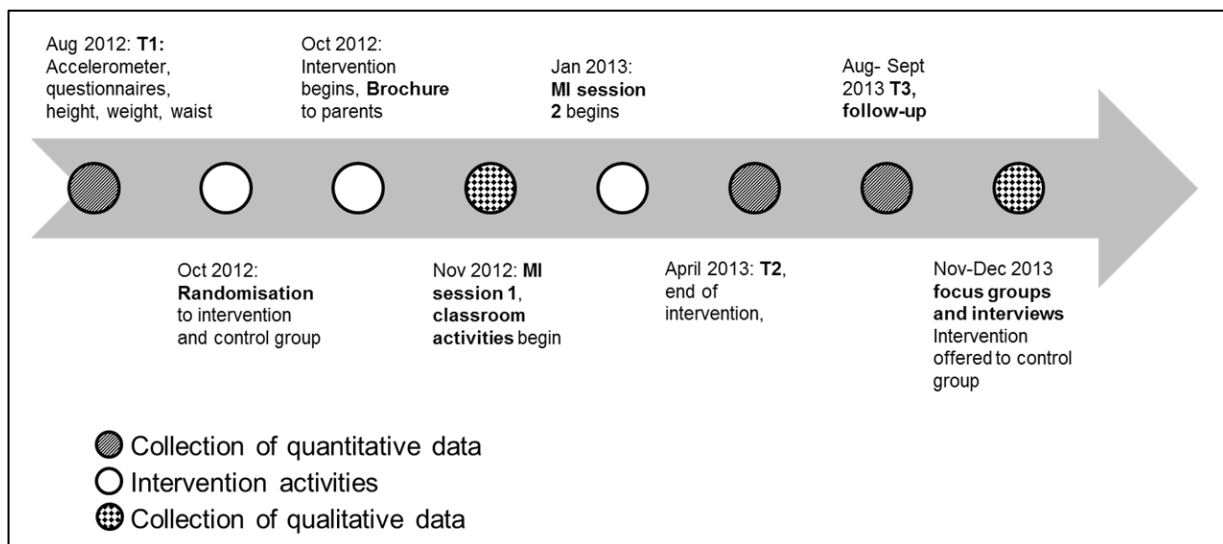 Aug 2012: T1:
Accelerometer,
questionnaires,
height, weight, waist
Oct 2012:
Intervention
begins, Brochure
to parents
Jan 2013:
MI session
2 begins
Aug- Sept
2013 T3,
follow-up
Oct 2012:
Randomisation
to intervention
and control group
Nov 2012: MI
session 1,
classroom
activities begin
April 2013: T2,
end of
intervention,
Nov-Dec 2013
focus groups
and interviews
Intervention
offered to control
group
Collection of quantitative data
Intervention activities
Collection of qualitative data